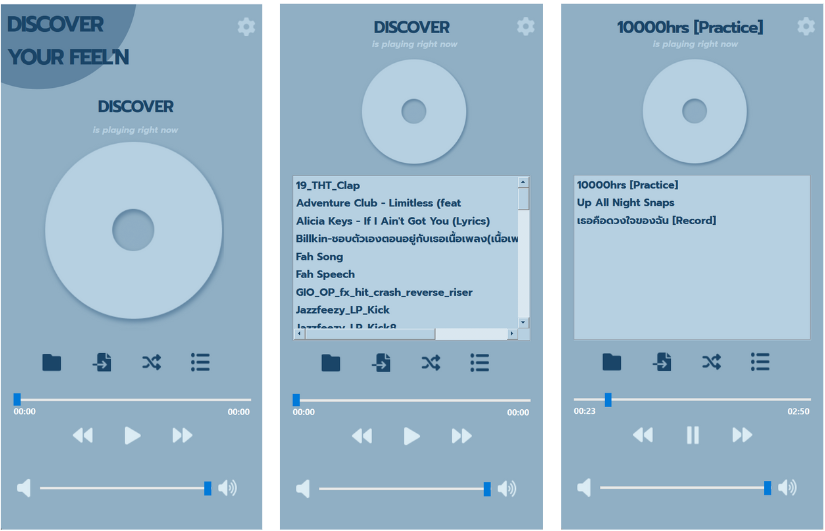 DISCOVER
YOUR FEEL'N
DISCOVER
is playing right now
00:00
00:00
DISCOVER
is playing right now
19_THT_Clap
Adventure Club - Limitless (feat
Alicia Keys - If I Ain't Got You (Lyrics)
Billkin-ชอบตัวเองตอนอยู่กับเธอเนื้อเพลง(เนื้อเพ
Fah Song
Fah Speech
GIO_OP_fx_hit_crash_reverse_riser
Jazzfeezy_LP_Kick
00:00
00:00
10000hrs [Practice]
is playing right now
10000hrs [Practice]
Up All Night Snaps
เธอคือดวงใจของฉัน [Record]
00:23
02:50